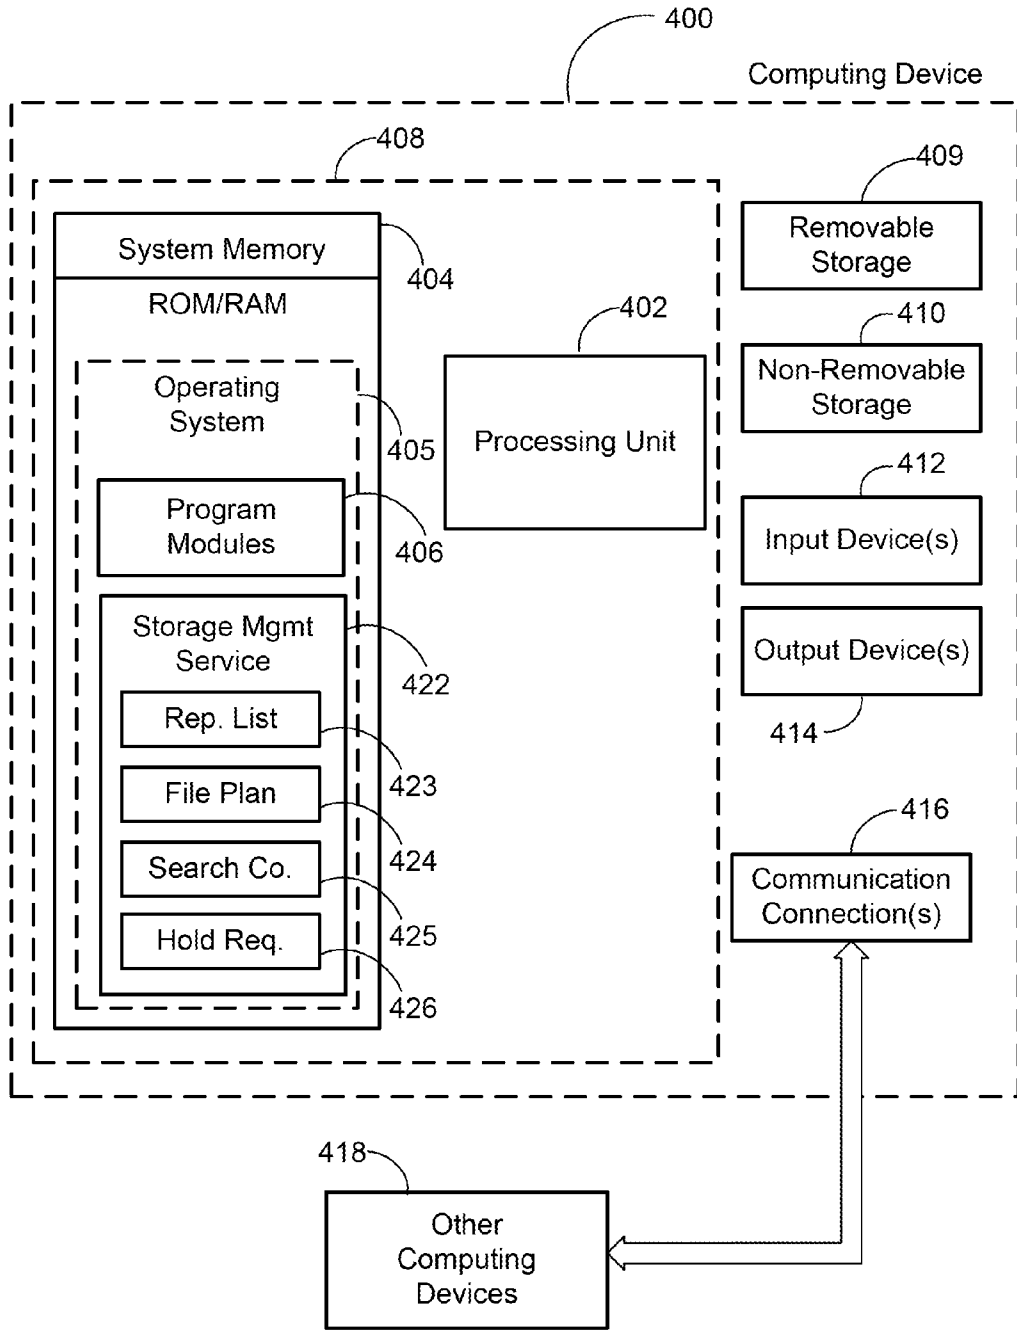 400
Computing Device
408
409
System Memory
404
ROM/RAM
Removable
Storage
402
410
Operating
System
405
Processing Unit
Non-Removable
Storage
412
Program
Modules
406
Input Device(s)
Storage Mgmt
Service
422
Output Device(s)
414
Rep. List
423
File Plan
424
Search Co.
425
Hold Req.
426
416
Communication
Connection(s)
418
Other
Computing
Devices